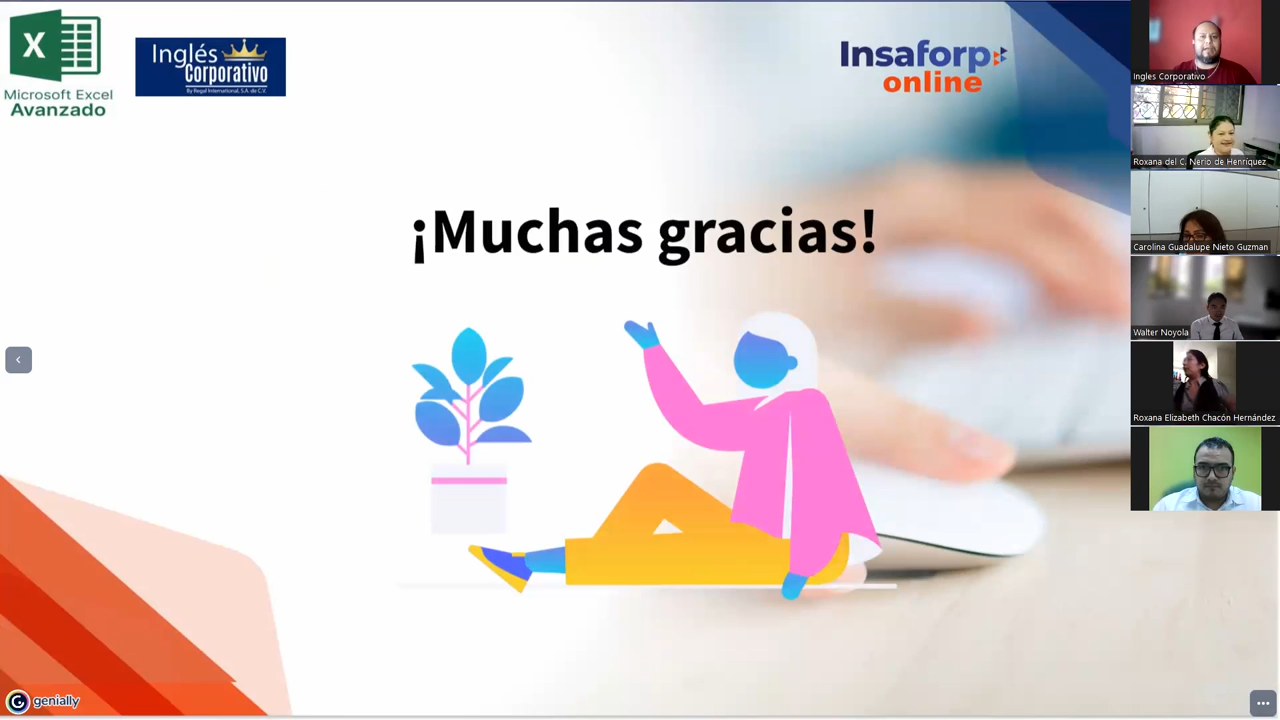 Microsoft Excel
Avanzado
Inglés
Corporativo
By Regal International, S.A. de C.V.
Insaforp
online
¡Muchas gracias!
genially
Ingles Corporativo
Roxana del C. Nerio de Henríquez
Carolina Guadalupe Nieto Guzman
Walter Noyola
Roxana Elizabeth Chacón Hernández